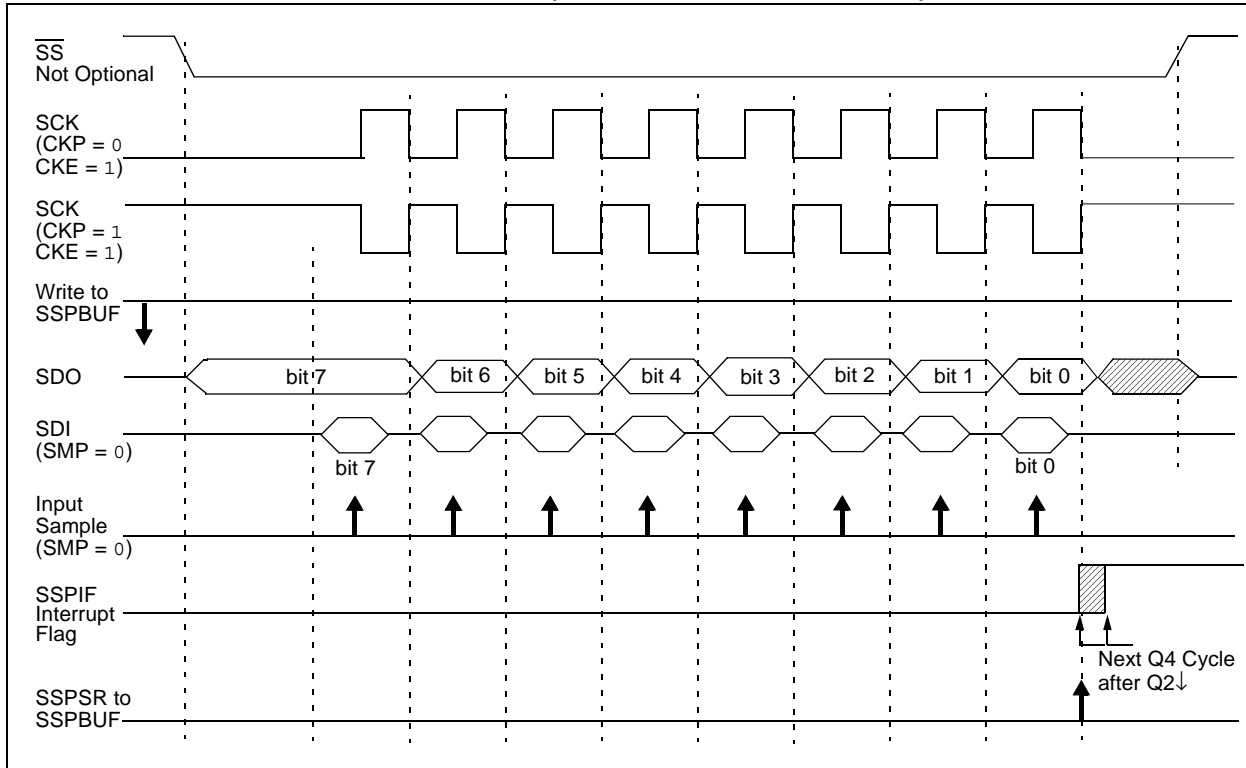 SS
Not Optional
SCK
(CKP = 0
CKE = 1)
SCK
(CKP = 1
CKE = 1)
Write to
SSPBUF
SDO
bit 7 bit 6 bit 5 bit 4 bit 3 bit 2 bit 1 bit 0
SDI
(SMP = 0)
bit 7 bit 0
Input
Sample
(SMP = 0)
SSPIF
Interrupt
Flag
Next Q4 Cycle
after Q2↓
SSPSR to
SSPBUF